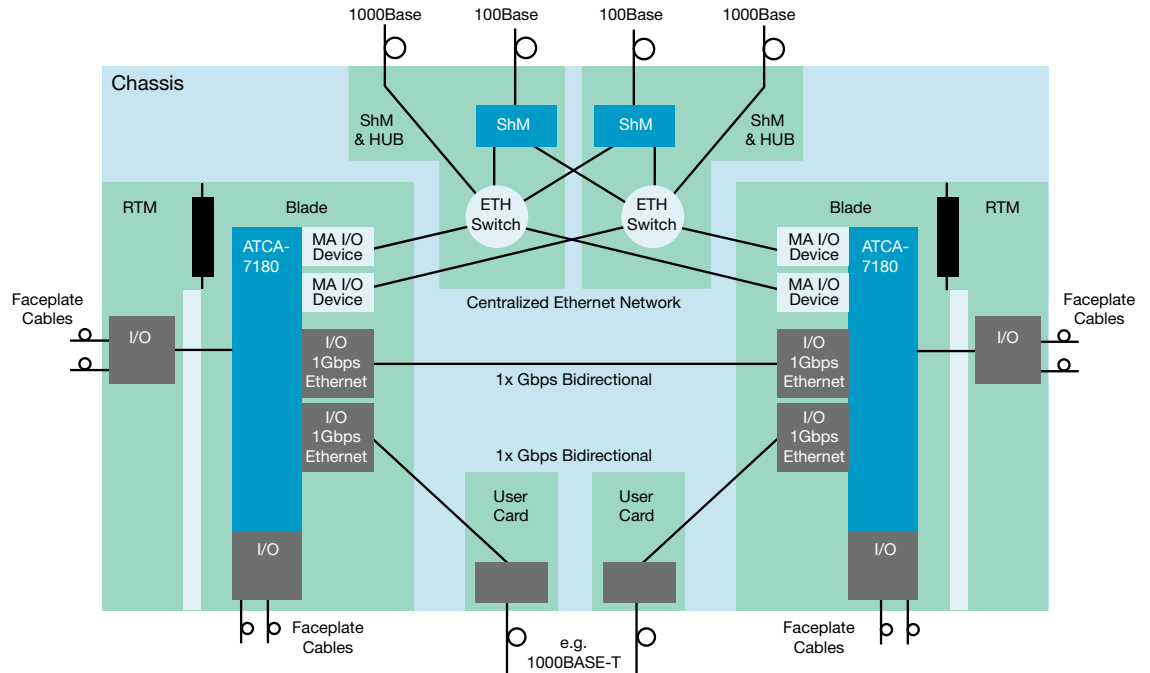 1000Base
100Base
100Base
1000Base
Chassis
ShM
& HUB
ShM
ShM
ShM
& HUB
ETH
Switch
ETH
Switch
RTM
Blade
Blade
RTM
ATCA-
7180
MA I/O
Device
MA I/O
Device
MA I/O
Device
MA I/O
Device
ATCA-
7180
Centralized Ethernet Network
Faceplate
Cables
I/O
I/O
1Gbps
Ethernet
1x Gbps Bidirectional
I/O
1Gbps
Ethernet
I/O
Faceplate
Cables
I/O
1Gbps
Ethernet
1x Gbps Bidirectional
I/O
1Gbps
Ethernet
User
Card
User
Card
I/O
I/O
Faceplate
Cables
e.g.
1000BASE-T
Faceplate
Cables